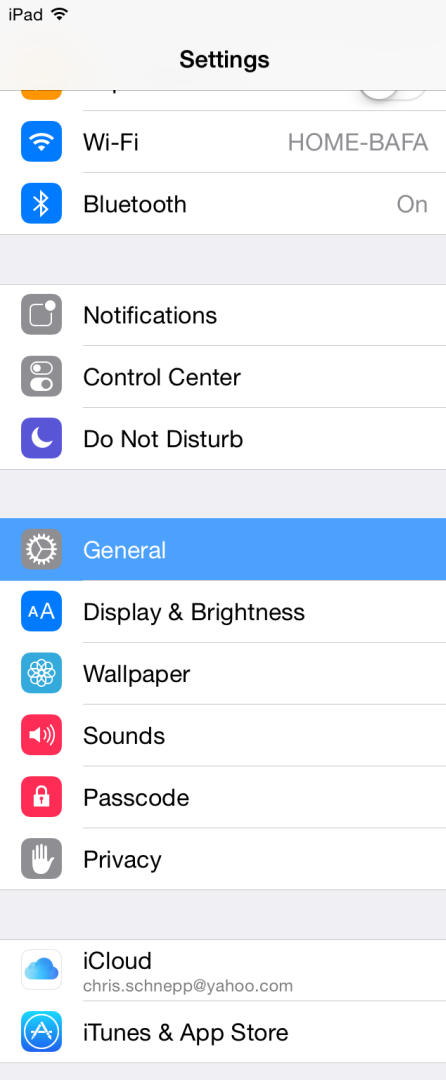 iPad
Settings
Wi-Fi HOME-BAFA
Bluetooth On
Notifications
Control Center
Do Not Disturb
General
AA Display & Brightness
Wallpaper
Sounds
Passcode
Privacy
iCloud
chris.schnepp@yahoo.com
iTunes & App Store